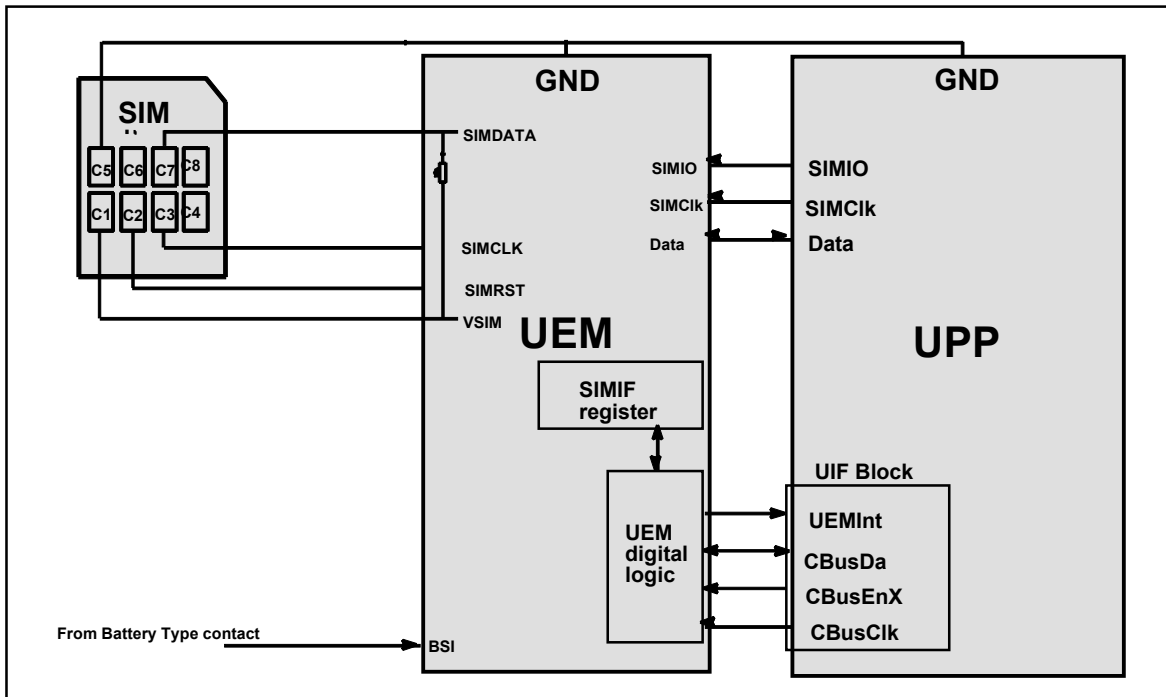 GND
GND
SIM
SIMDATA
C5 C6 C7 C8
C1 C2 C3 C4
SIMIO
SIMIO
SIMClk
SIMClk
Data
Data
SIMCLK
SIMRST
VSIM
UEM
UPP
SIMIF
register
UIF Block
UEM
digital
logic
UEMInt
CBusDa
CBusEnX
CBusClk
From Battery Type contact
BSI